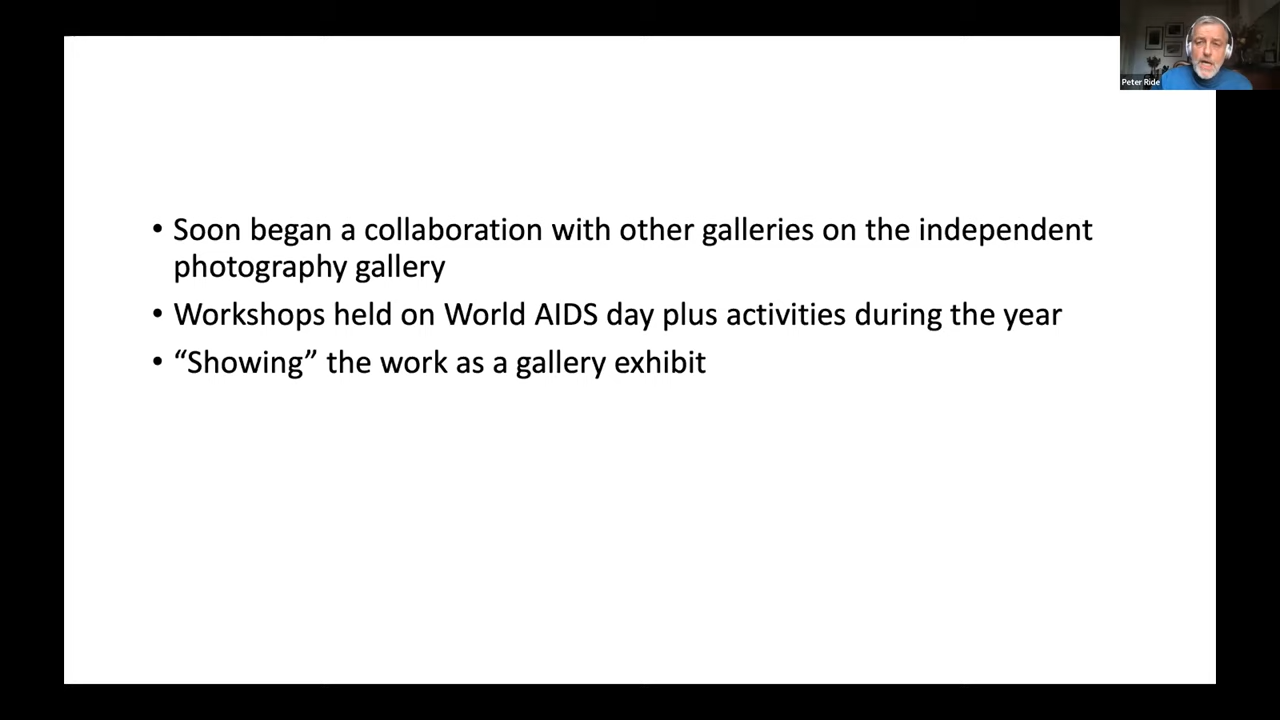 Peter Ride
• Soon began a collaboration with other galleries on the independent
photography gallery
• Workshops held on World AIDS day plus activities during the year
• “Showing” the work as a gallery exhibit